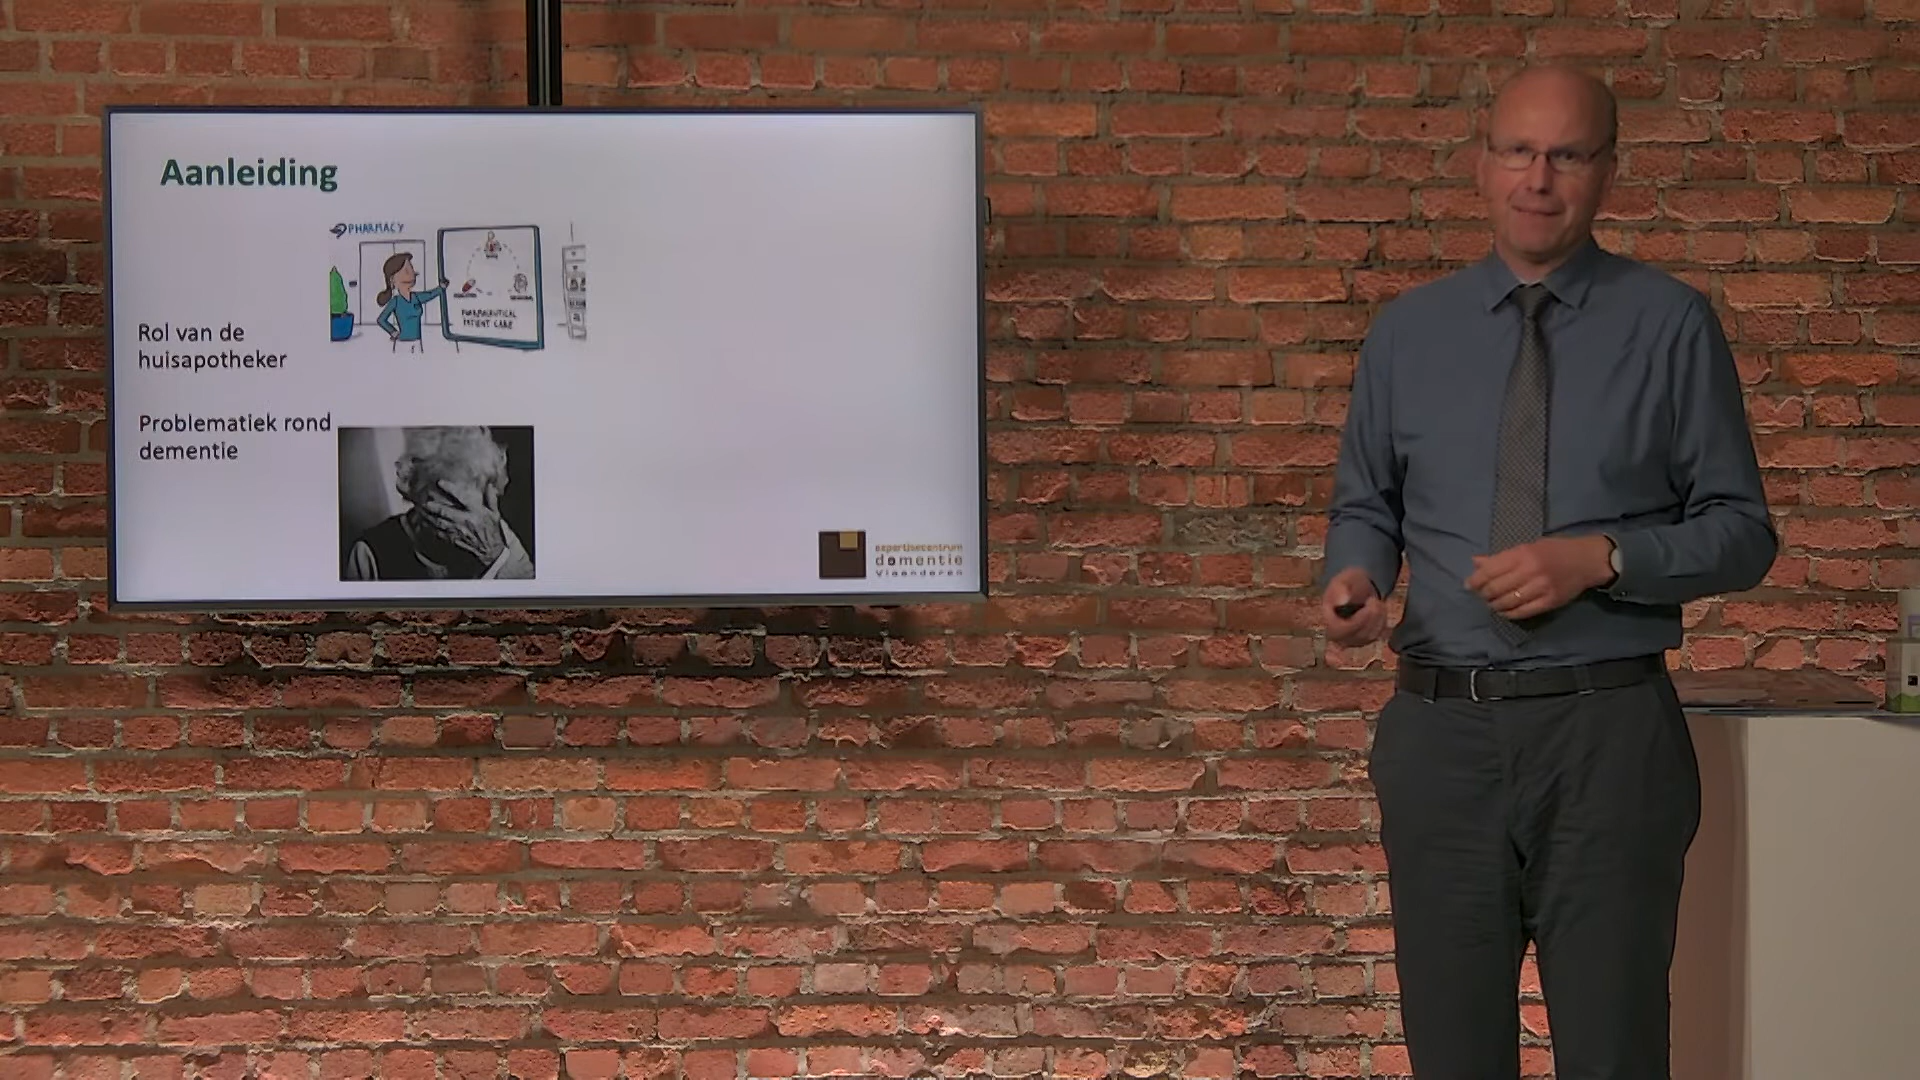 Aanleiding
PHARMACY
PHARMACEUTICAL
PATIENT CARE
Rol van de
huisapotheker
Problematiek rond
dementie
expertisecentrum
dementie
Vlaanderen